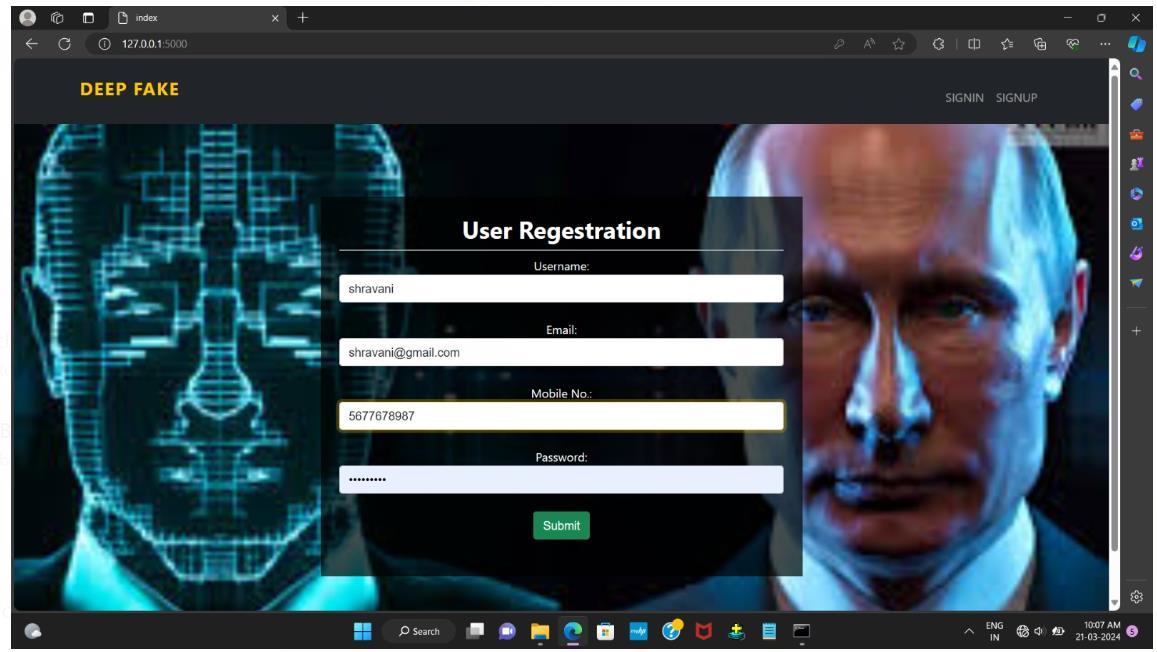 index
127.0.0.1:5000
DEEP FAKE
SIGNIN SIGNUP
User Regestration
Username:
shravani
Email:
shravani@gmail.com
Mobile No.:
5677678987
Password:
•••••••••
Submit
Search
ENG
IN
10:07 AM
21-03-2024
5